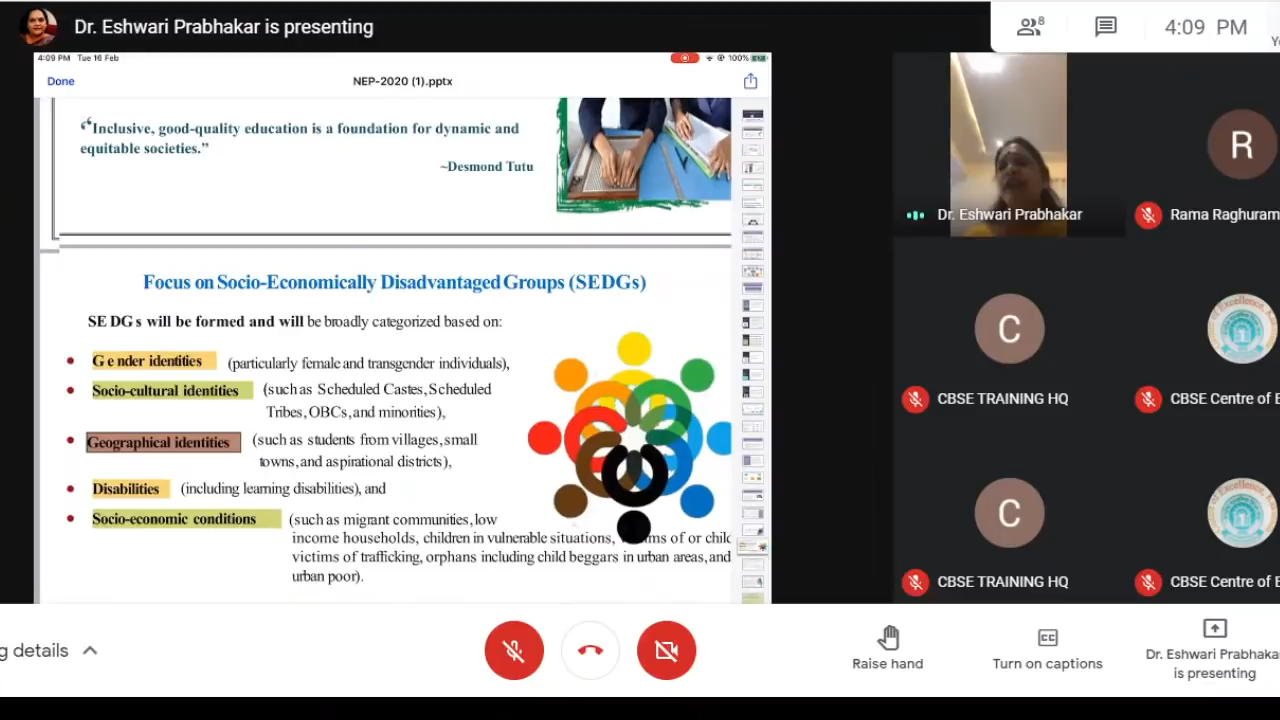 Dr. Eshwari Prabhakar is presenting
8
4:09 PM
4:09 PM Tue 16 Feb
100%
Done
NEP-2020 (1).pptx
“Inclusive, good-quality education is a foundation for dynamic and
equitable societies.”
~Desmond Tutu
Focus on Socio-Economically Disadvantaged Groups (SEDGs)
SEDGs will be formed and will be broadly categorized based on:
• Gender identities (particularly female and transgender individuals),
• Socio-cultural identities (such as Scheduled Castes, Scheduled
Tribes, OBCs, and minorities),
• Geographical identities (such as students from villages, small
towns, and aspirational districts),
• Disabilities (including learning disabilities), and
• Socio-economic conditions (such as migrant communities, low
income households, children in vulnerable situations, of or child
victims of trafficking, orphans including child beggars in urban areas, and
urban poor).
Dr. Eshwari Prabhakar
R
Rama Raghuram
C
CBSE TRAINING HQ
CBSE Centre of E
C
CBSE TRAINING HQ
CBSE Centre of E
g details
Raise hand
CC
Turn on captions
Dr. Eshwari Prabhaka
is presenting